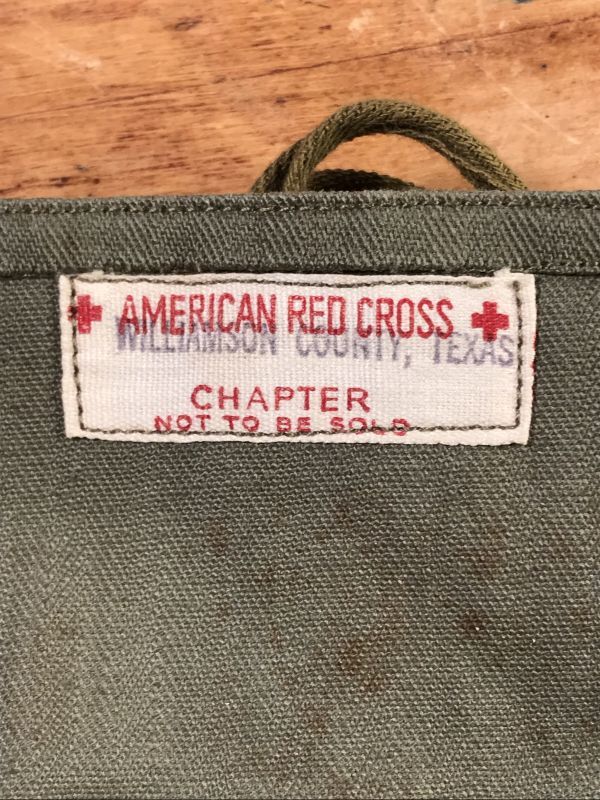 AMERICAN RED CROSS
WILLIAMSON COUNTY, TEXAS
CHAPTER
NOT TO BE SOLD